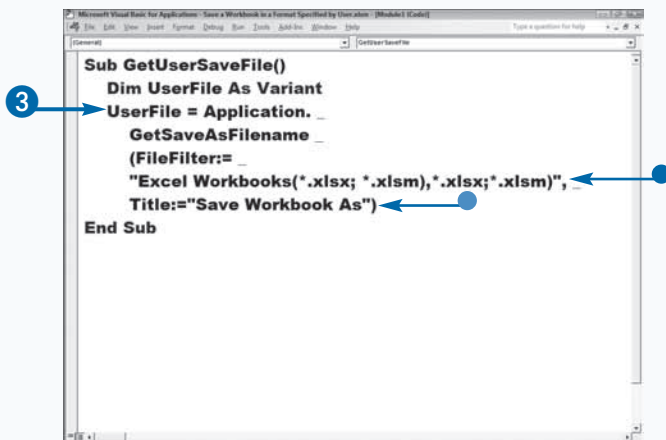 Microsoft Visual Basic for Applications - Save a Workbook in a Format Specified by User.xlsm - [Module1 (Code)]
File Edit View Insert Format Debug Run Tools Add-Ins Window Help
Type a question for help
(General)
GetUserSaveFile
Sub GetUserSaveFile()
Dim UserFile As Variant
3
UserFile = Application. _
GetSaveAsFilename _
(FileFilter:= _
"Excel Workbooks(*.xlsx; *.xlsm),*.xlsx;*.xlsm)", _
Title:="Save Workbook As")
End Sub